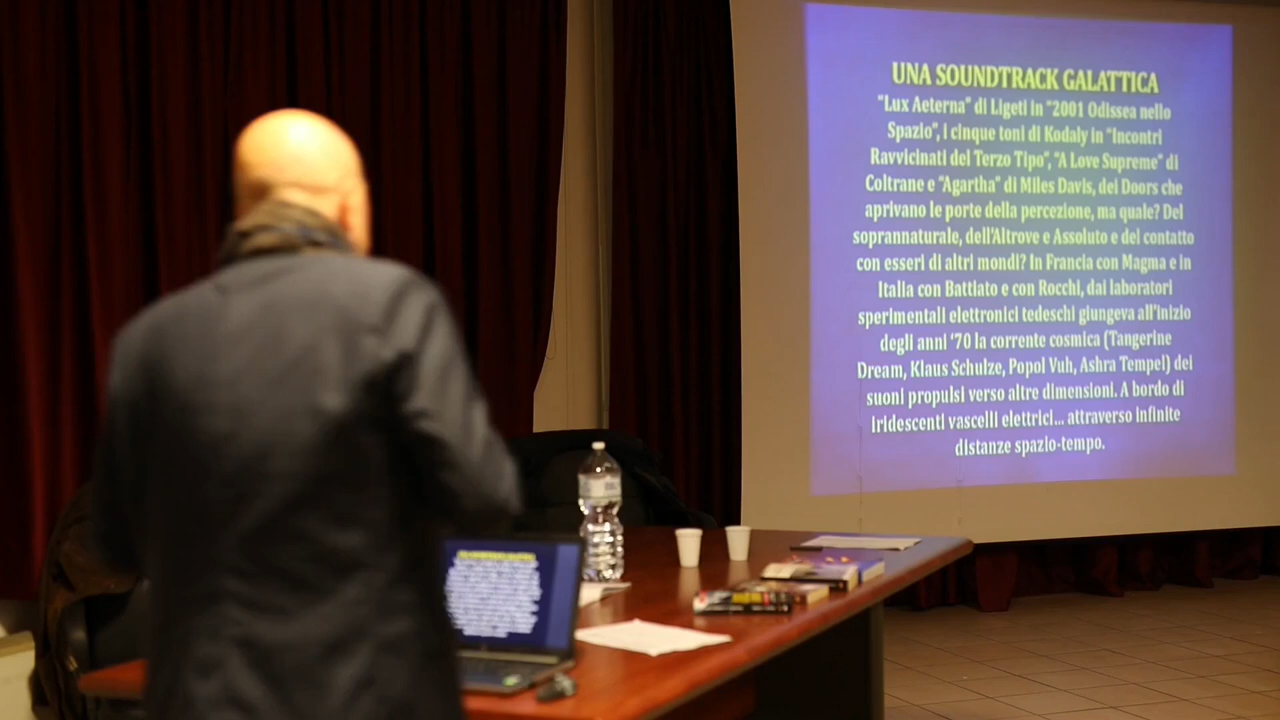 UNA SOUNDTRACK GALATTICA
"Lux Aeterna" di Ligeti in "2001 Odissea nello
Spazio", i cinque toni di Kodaly in "Incontri
Ravvicinati del Terzo Tipo", "A Love Supreme" di
Coltrane e "Agartha" di Miles Davis, dei Doors che
aprivano le porte della percezione, ma quale? Del
soprannaturale, dell'Altrove e Assoluto e del contatto
con esseri di altri mondi? In Francia con Magma e in
Italia con Battiato e con Rocchi, dai laboratori
sperimentali elettronici tedeschi giungeva all'inizio
degli anni '70 la corrente cosmica (Tangerine
Dream, Klaus Schulze, Popol Vuh, Ashra Tempel) dei
suoni propulsi verso altre dimensioni. A bordo di
iridescenti vascelli elettrici... attraverso infinite
distanze spazio-tempo.